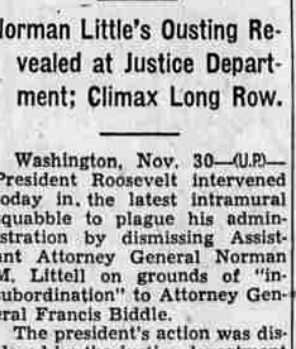 Norman Little's Ousting Re-
vealed at Justice Depart-
ment; Climax Long Row.
Washington, Nov. 30—(U.P.)—
President Roosevelt intervened
today in. the latest intramural
squabble to plague his admin-
istration by dismissing Assist-
ant Attorney General Norman
M. Littell on grounds of "in-
subordination" to Attorney Gen-
eral Francis Biddle.
The president's action was dis-